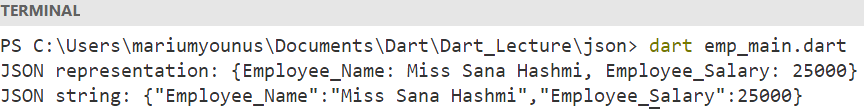 TERMINAL
PS C:\Users\mariumyounus\Documents\Dart\Dart_Lecture\json> dart emp_main.dart
JSON representation: {Employee_Name: Miss Sana Hashmi, Employee_Salary: 25000}
JSON string: {"Employee_Name":"Miss Sana Hashmi","Employee_Salary":25000}